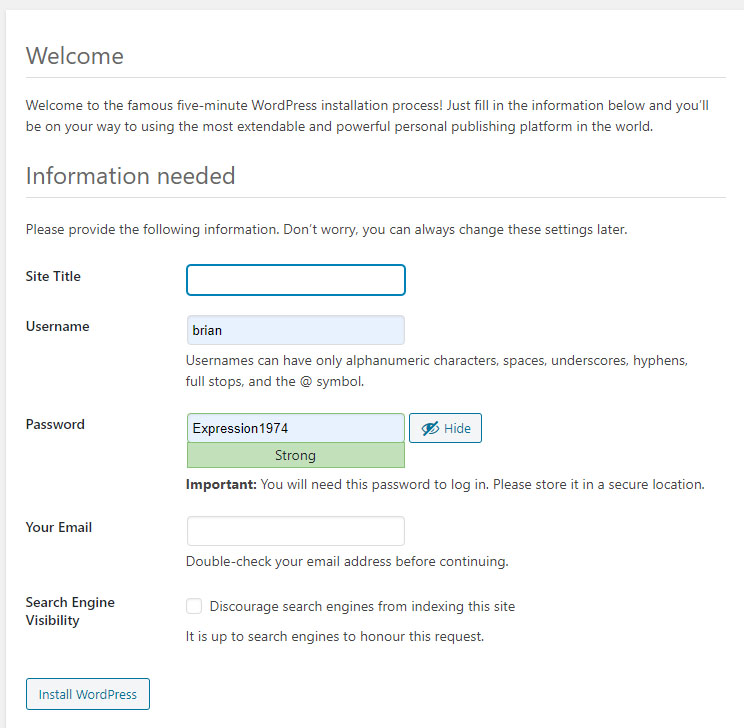 Welcome
Welcome to the famous five-minute WordPress installation process! Just fill in the information below and you’ll
be on your way to using the most extendable and powerful personal publishing platform in the world.
Information needed
Please provide the following information. Don’t worry, you can always change these settings later.
Site Title
Username
brian
Usernames can have only alphanumeric characters, spaces, underscores, hyphens,
full stops, and the @ symbol.
Password
Expression1974
Hide
Strong
Important: You will need this password to log in. Please store it in a secure location.
Your Email
Double-check your email address before continuing.
Search Engine
Visibility
Discourage search engines from indexing this site
It is up to search engines to honour this request.
Install WordPress